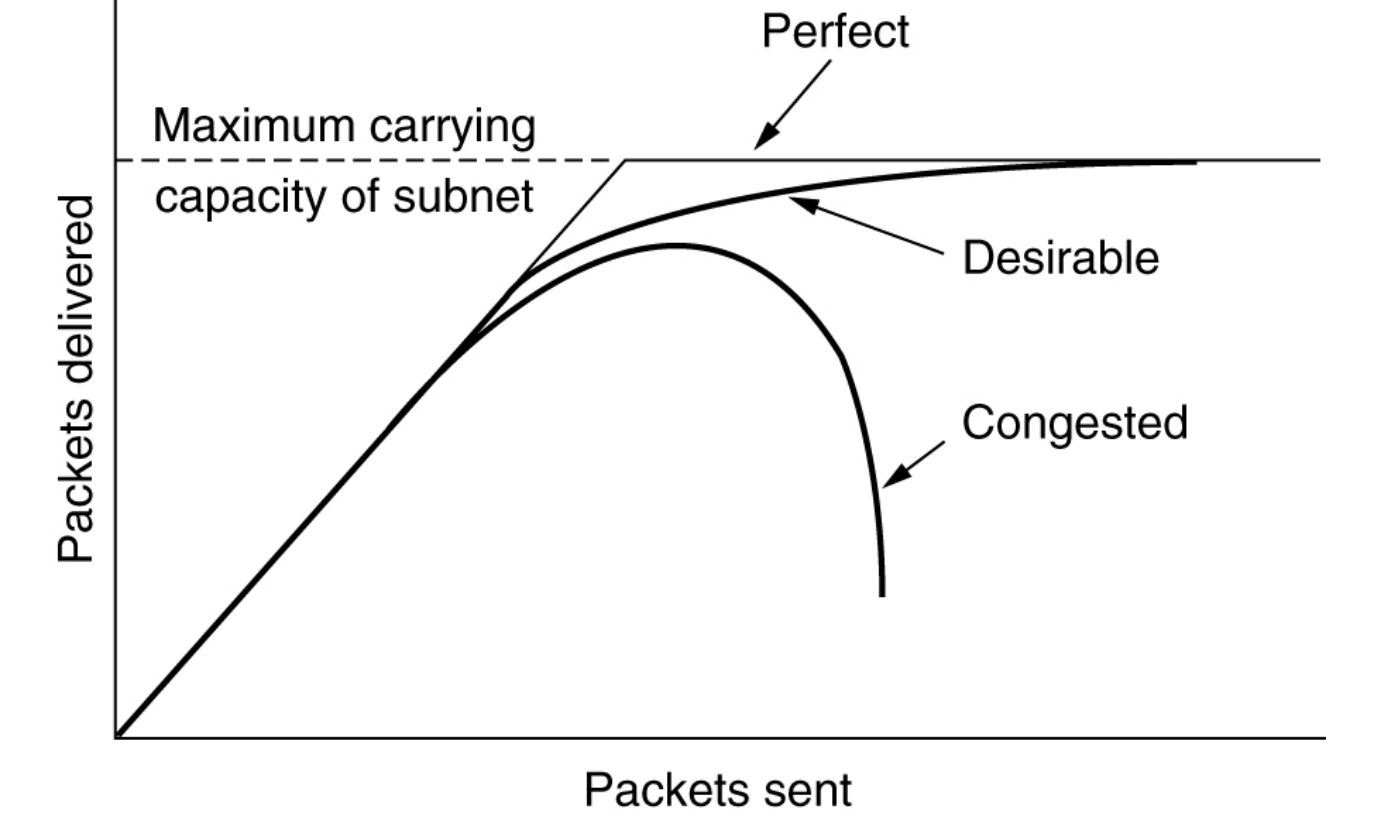 Perfect
Maximum carrying
capacity of subnet
Desirable
Congested
Packets delivered
Packets sent